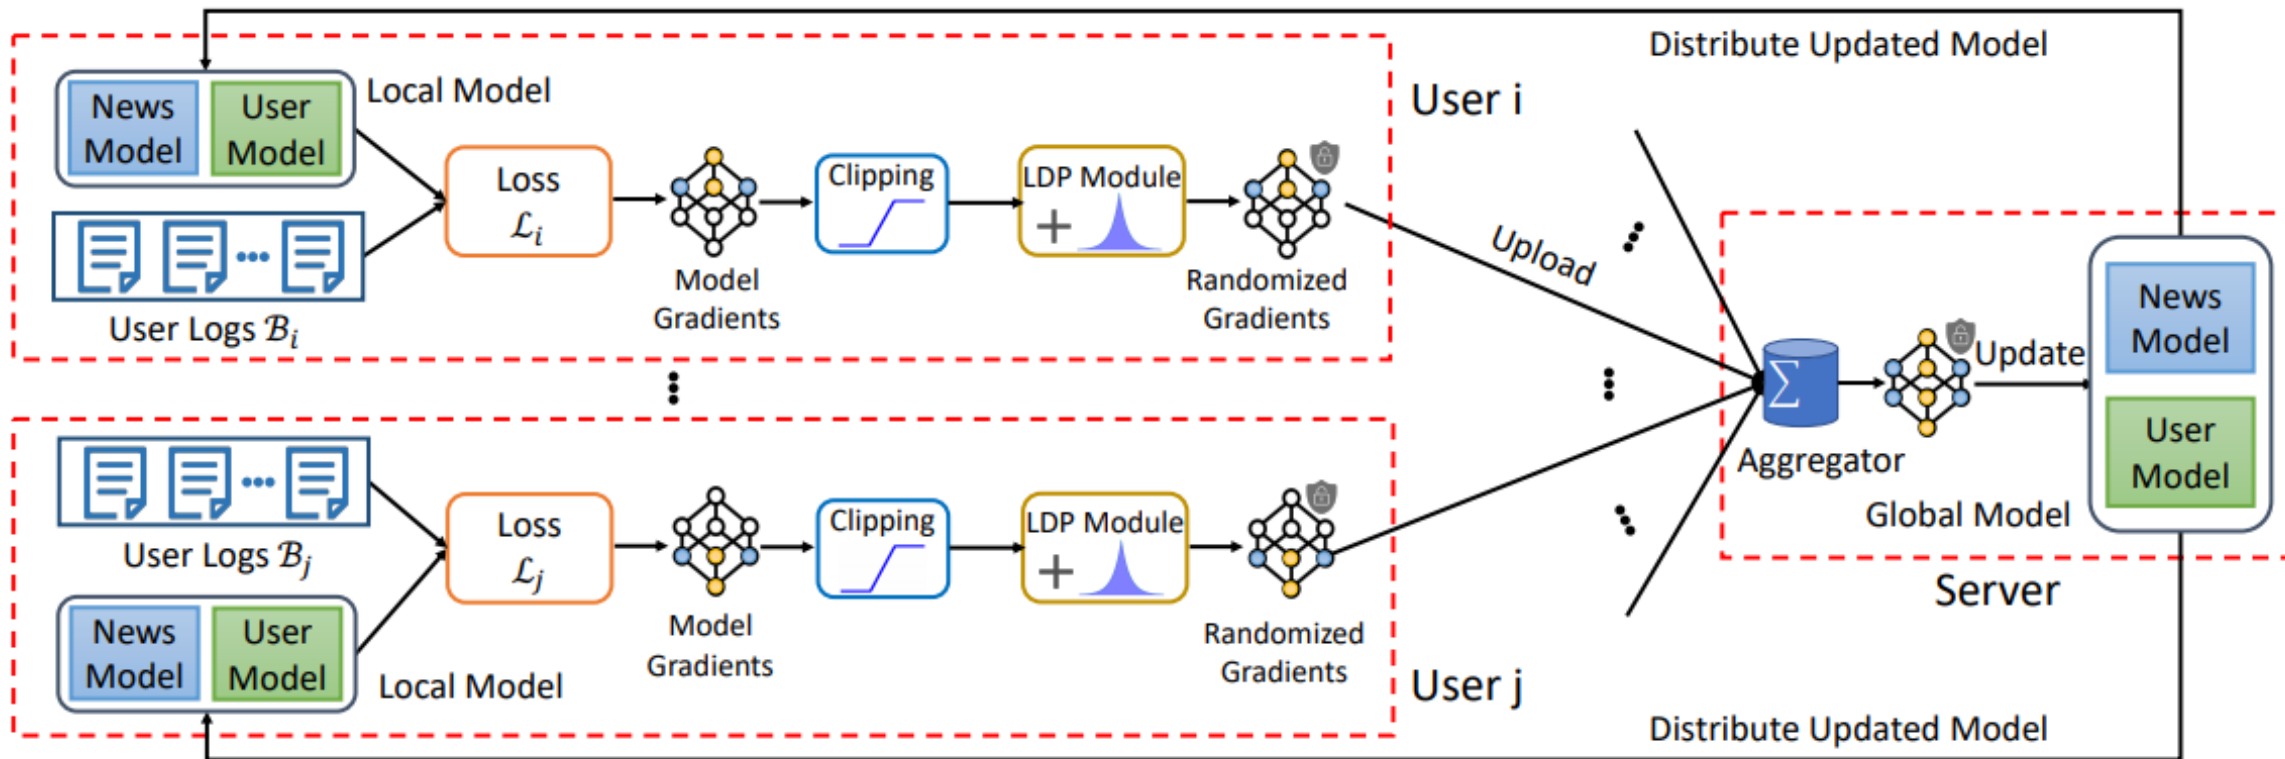 Distribute Updated Model
News
Model
User
Model
Local Model
User i
Loss
ℒᵢ
Clipping
LDP Module
+
Model
Gradients
Randomized
Gradients
User Logs ℬᵢ
Upload
User Logs ℬⱼ
Loss
ℒⱼ
Clipping
LDP Module
+
Model
Gradients
Randomized
Gradients
News
Model
User
Model
Local Model
User j
∑
Aggregator
Update
News
Model
User
Model
Global Model
Server
Distribute Updated Model